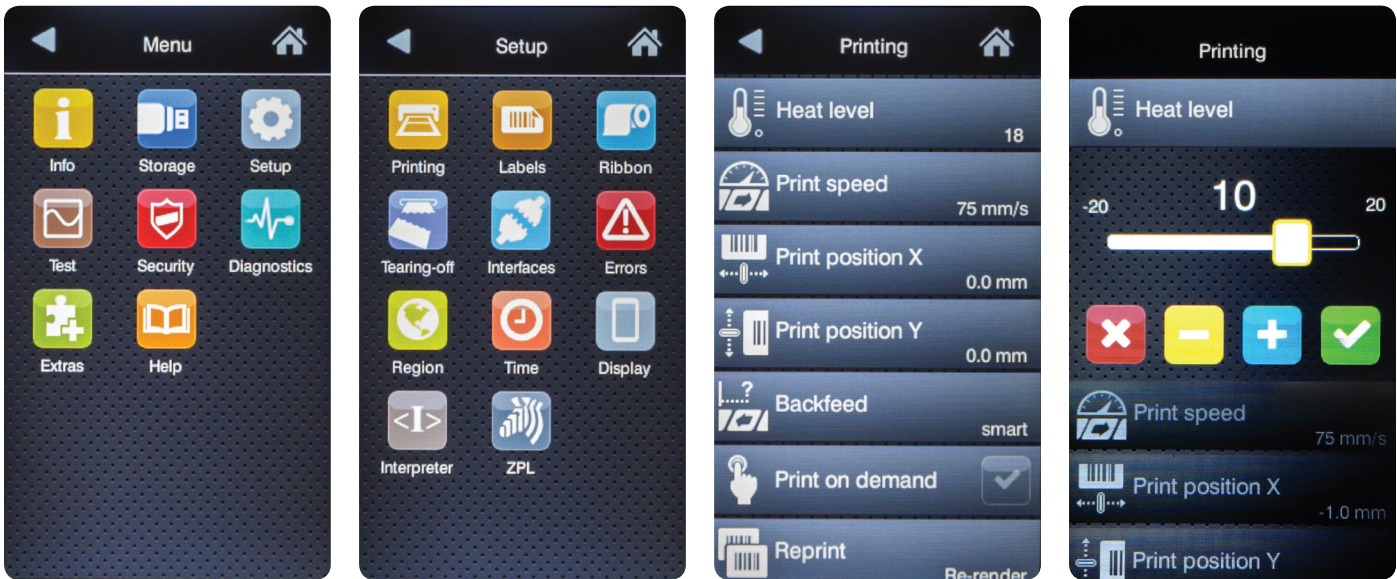 Menu
Info Storage Setup
Test Security Diagnostics
Extras Help
Setup
Printing Labels Ribbon
Tearing-off Interfaces Errors
Region Time Display
<I>
Interpreter ZPL
Printing
Heat level
18
Print speed
75 mm/s
Print position X
0.0 mm
Print position Y
0.0 mm
?
Backfeed
smart
Print on demand
Reprint
Re-render
Printing
Heat level
-20 10 20
Print speed
75 mm/s
Print position X
-1.0 mm
Print position Y